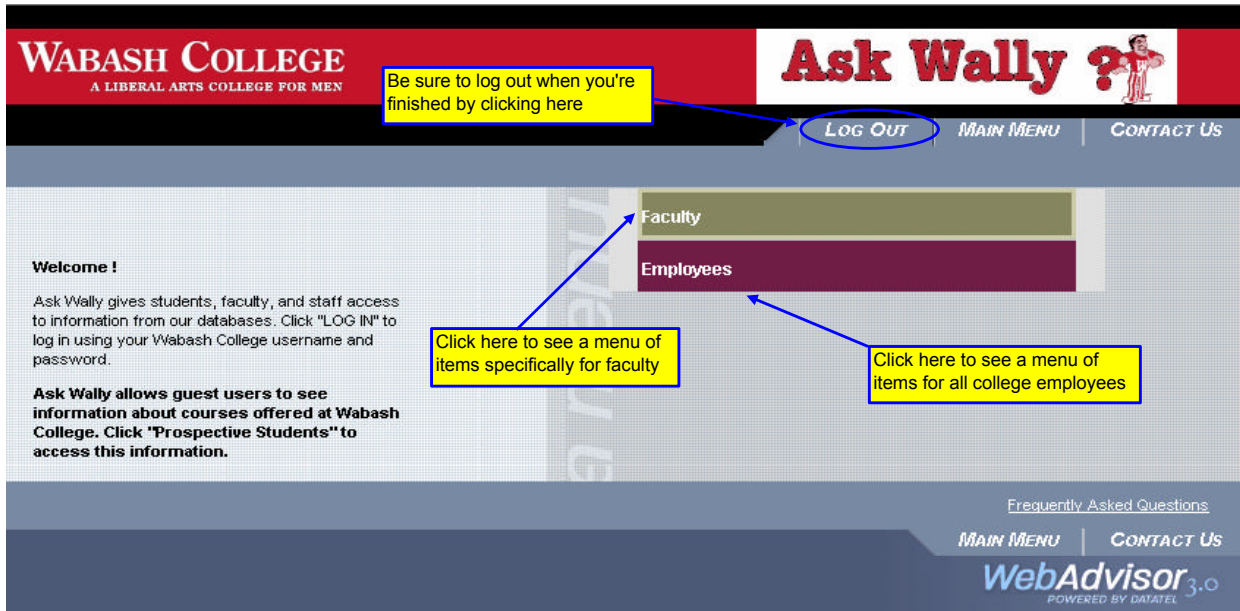 WABASH COLLEGE
A LIBERAL ARTS COLLEGE FOR MEN
Ask Wally ?
Be sure to log out when you're
finished by clicking here
LOG OUT
MAIN MENU
CONTACT US
a menu
Faculty
Employees
Welcome !
Ask Wally gives students, faculty, and staff access
to information from our databases. Click "LOG IN" to
log in using your Wabash College username and
password.
Ask Wally allows guest users to see
information about courses offered at Wabash
College. Click "Prospective Students" to
access this information.
Click here to see a menu of
items specifically for faculty
Click here to see a menu of
items for all college employees
Frequently Asked Questions
MAIN MENU
CONTACT US
WebAdvisor 3.0
POWERED BY DATATEL